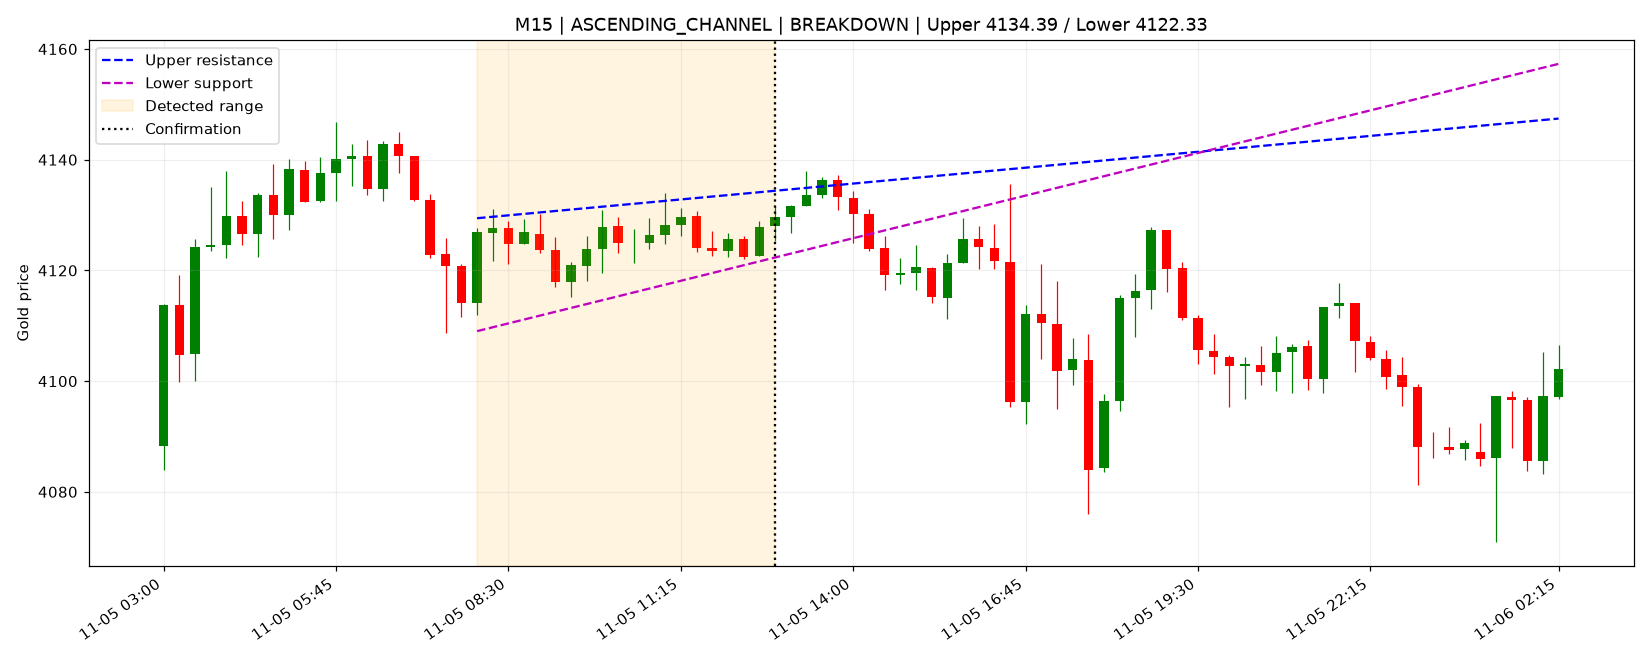 M15 | ASCENDING_CHANNEL | BREAKDOWN | Upper 4134.39 / Lower 4122.33
Upper resistance
Lower support
Detected range
Confirmation
Gold price
4160
4140
4120
4100
4080
11-05 03:00
11-05 05:45
11-05 08:30
11-05 11:15
11-05 14:00
11-05 16:45
11-05 19:30
11-05 22:15
11-06 02:15